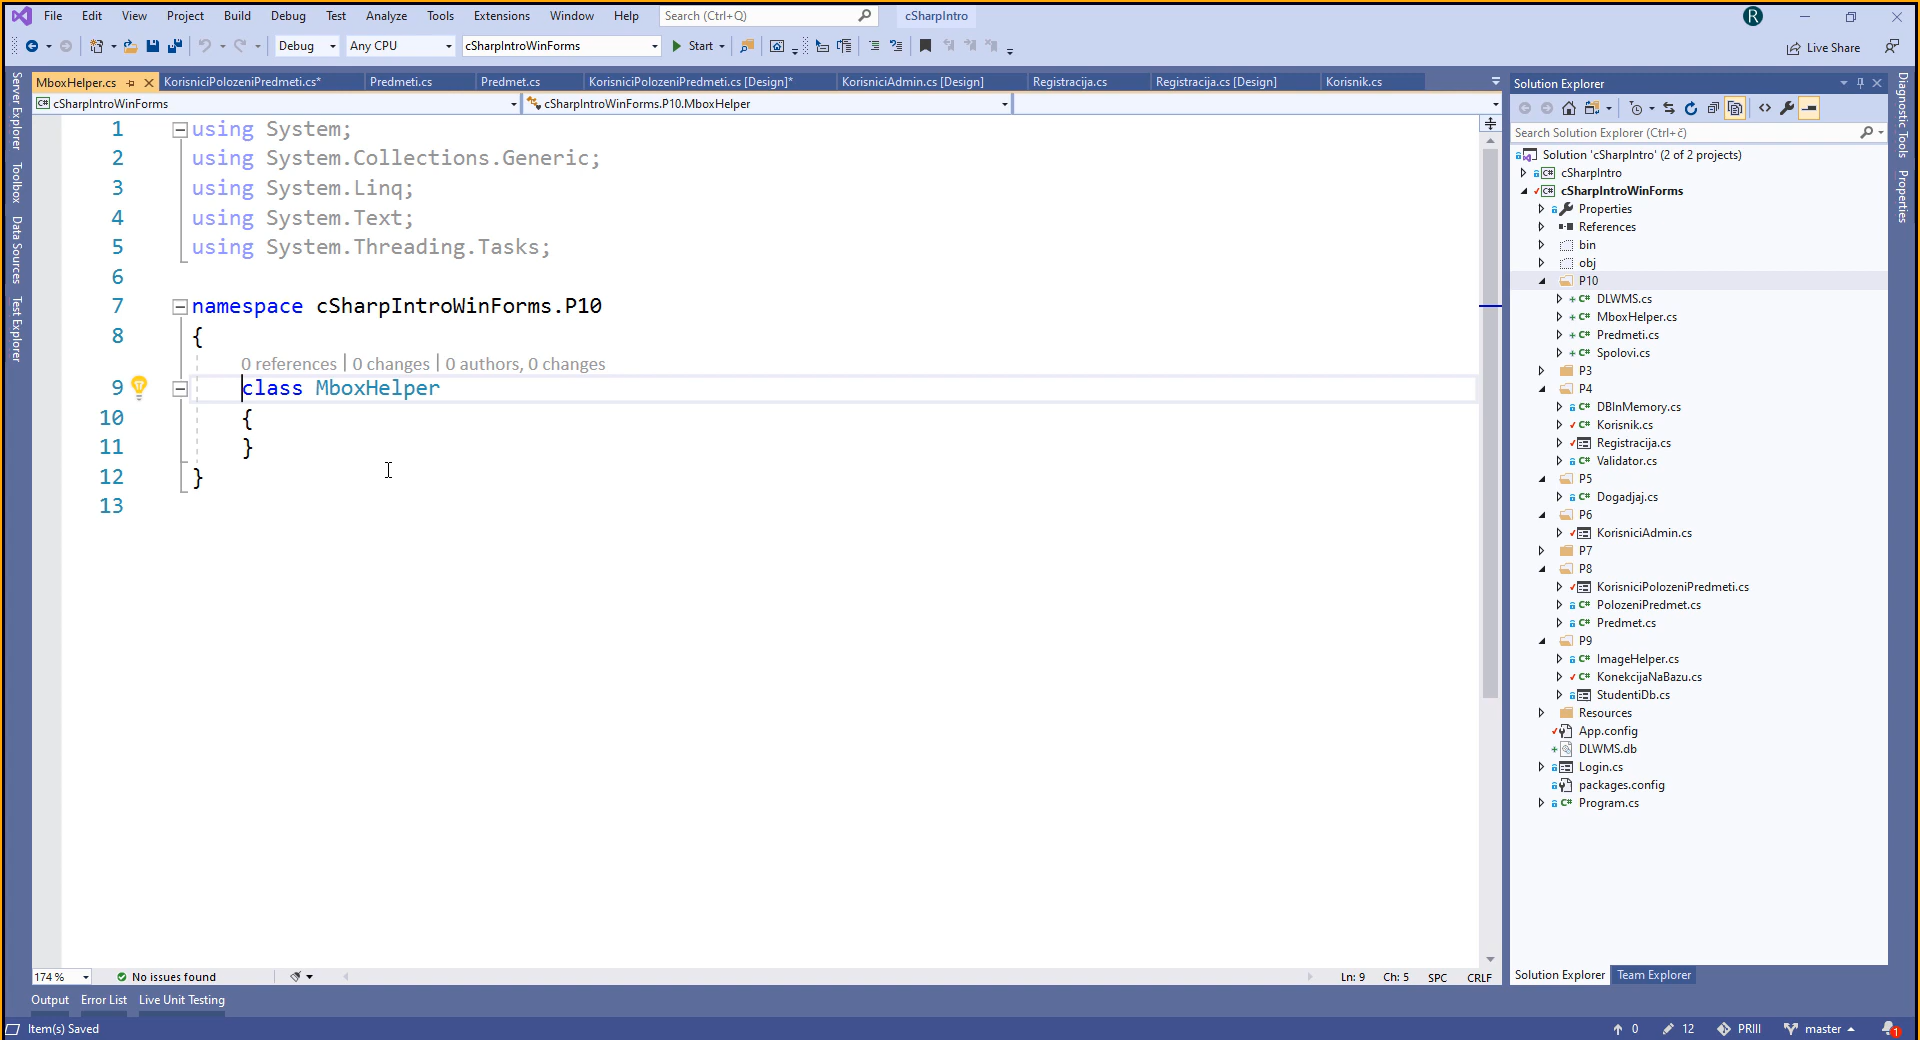 File Edit View Project Build Debug Test Analyze Tools Extensions Window Help Search (Ctrl+Q) cSharpIntro R
Debug Any CPU cSharpIntroWinForms Start Live Share
MboxHelper.cs KorisniciPolozeniPredmeti.cs* Predmeti.cs Predmet.cs KorisniciPolozeniPredmeti.cs [Design]* KorisniciAdmin.cs [Design] Registracija.cs Registracija.cs [Design] Korisnik.cs
cSharpIntroWinForms cSharpIntroWinForms.P10.MboxHelper
Server Explorer
Toolbox
Data Sources
Test Explorer
1 using System;
2 using System.Collections.Generic;
3 using System.Linq;
4 using System.Text;
5 using System.Threading.Tasks;
6
7 namespace cSharpIntroWinForms.P10
8 {
0 references | 0 changes | 0 authors, 0 changes
9 class MboxHelper
10 {
11 }
12 }
13
174 % No issues found Ln: 9 Ch: 5 SPC CRLF
Output Error List Live Unit Testing
Solution Explorer
Search Solution Explorer (Ctrl+č)
Solution 'cSharpIntro' (2 of 2 projects)
cSharpIntro
cSharpIntroWinForms
Properties
References
bin
obj
P10
DLWMS.cs
MboxHelper.cs
Predmeti.cs
Spolovi.cs
P3
P4
DBInMemory.cs
Korisnik.cs
Registracija.cs
Validator.cs
P5
Dogadjaj.cs
P6
KorisniciAdmin.cs
P7
P8
KorisniciPolozeniPredmeti.cs
PolozeniPredmet.cs
Predmet.cs
P9
ImageHelper.cs
KonekcijaNaBazu.cs
StudentiDb.cs
Resources
App.config
DLWMS.db
Login.cs
packages.config
Program.cs
Solution Explorer Team Explorer
Diagnostic Tools
Properties
Item(s) Saved 0 12 PRIII master 1